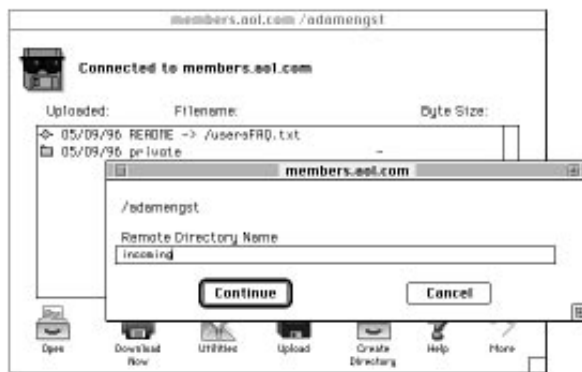 members.aol.com /adamengst
Connected to members.aol.com
Uploaded: Filename: Byte Size:
05/09/96 README -> /usersFAQ.txt
05/09/96 private -
members.aol.com
/adamengst
Remote Directory Name
incoming
Continue Cancel
Open Download Now Utilities Upload Create Directory Help More